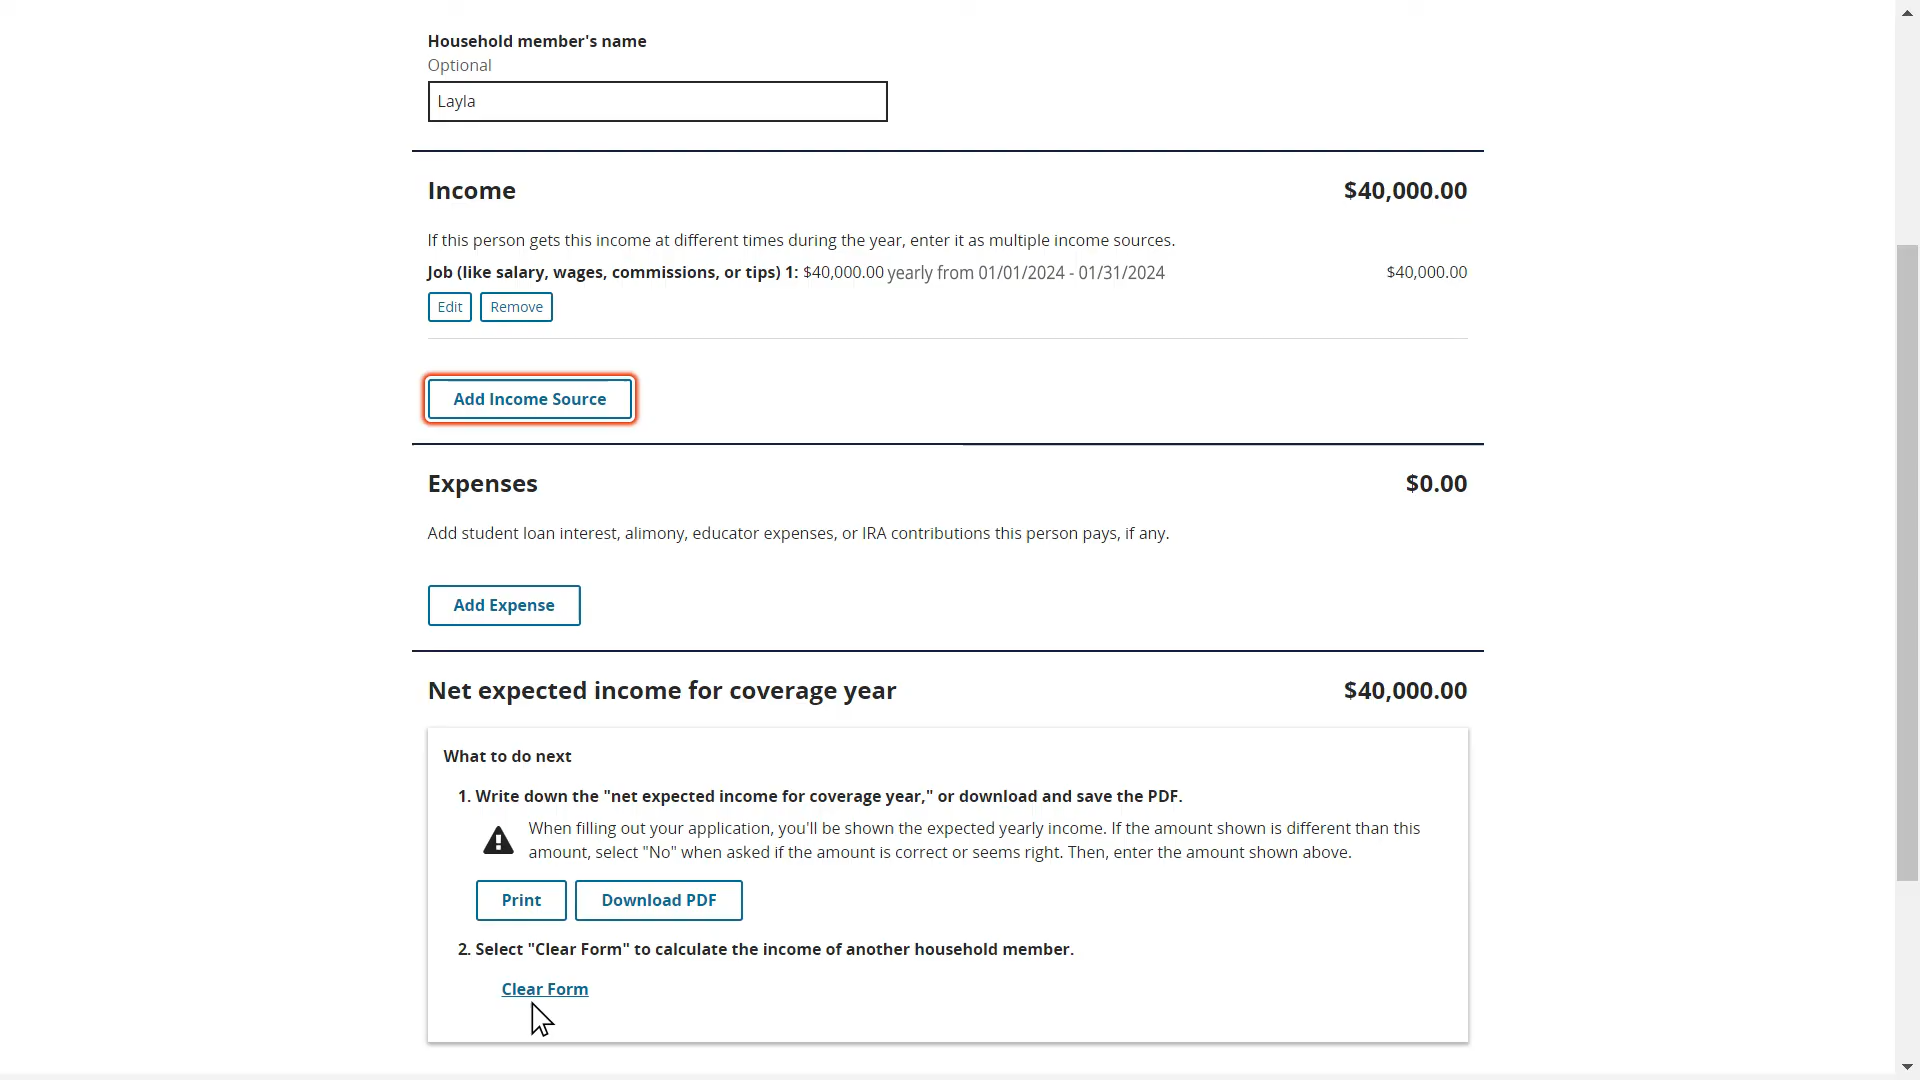 Household member's name
Optional
Layla
Income $40,000.00
If this person gets this income at different times during the year, enter it as multiple income sources.
Job (like salary, wages, commissions, or tips) 1: $40,000.00 yearly from 01/01/2024 - 01/31/2024 $40,000.00
Edit Remove
Add Income Source
Expenses $0.00
Add student loan interest, alimony, educator expenses, or IRA contributions this person pays, if any.
Add Expense
Net expected income for coverage year $40,000.00
What to do next
1. Write down the "net expected income for coverage year," or download and save the PDF.
When filling out your application, you'll be shown the expected yearly income. If the amount shown is different than this
amount, select "No" when asked if the amount is correct or seems right. Then, enter the amount shown above.
Print Download PDF
2. Select "Clear Form" to calculate the income of another household member.
Clear Form